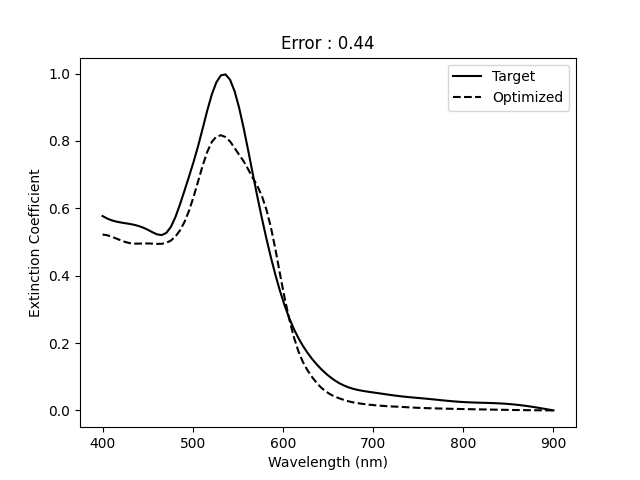 Error : 0.44
Target
Optimized
Extinction Coefficient
1.0
0.8
0.6
0.4
0.2
0.0
400 500 600 700 800 900
Wavelength (nm)